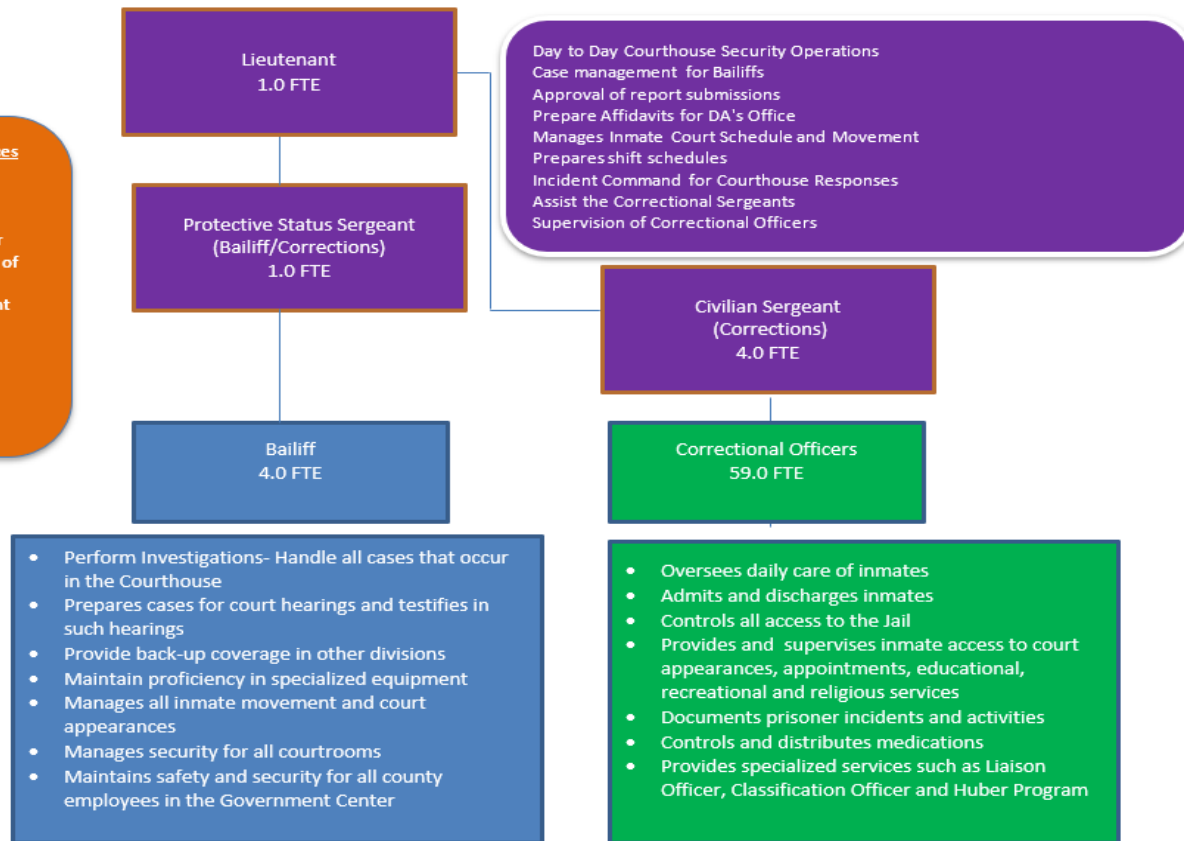 Lieutenant
1.0 FTE
Day to Day Courthouse Security Operations
Case management for Bailiffs
Approval of report submissions
Prepare Affidavits for DA's Office
Manages Inmate Court Schedule and Movement
Prepares shift schedules
Incident Command for Courthouse Responses
Assist the Correctional Sergeants
Supervision of Correctional Officers
of
Protective Status Sergeant
(Bailiff/Corrections)
1.0 FTE
Civilian Sergeant
(Corrections)
4.0 FTE
Bailiff
4.0 FTE
Correctional Officers
59.0 FTE
• Perform Investigations- Handle all cases that occur
in the Courthouse
• Prepares cases for court hearings and testifies in
such hearings
• Provide back-up coverage in other divisions
• Maintain proficiency in specialized equipment
• Manages all inmate movement and court
appearances
• Manages security for all courtrooms
• Maintains safety and security for all county
employees in the Government Center
• Oversees daily care of inmates
• Admits and discharges inmates
• Controls all access to the Jail
• Provides and supervises inmate access to court
appearances, appointments, educational,
recreational and religious services
• Documents prisoner incidents and activities
• Controls and distributes medications
• Provides specialized services such as Liaison
Officer, Classification Officer and Huber Program